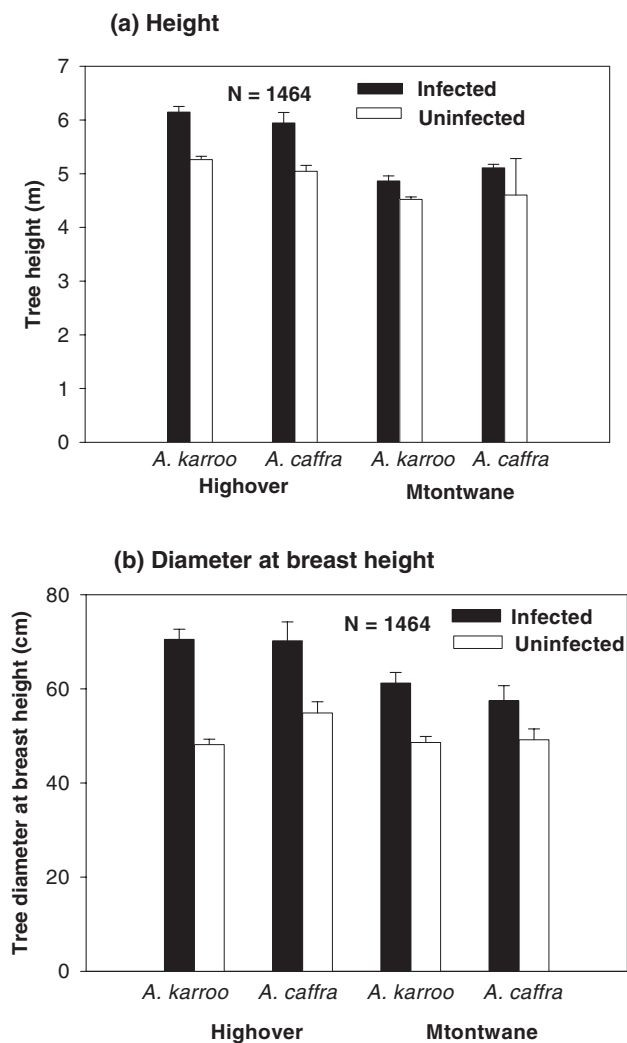 (a) Height
7
6
5
4
3
2
1
0
Tree height (m)
N = 1464
Infected
Uninfected
A. karroo A. caffra A. karroo A. caffra
Highover Mtontwane
(b) Diameter at breast height
80
60
40
20
0
Tree diameter at breast height (cm)
N = 1464
Infected
Uninfected
A. karroo A. caffra A. karroo A. caffra
Highover Mtontwane